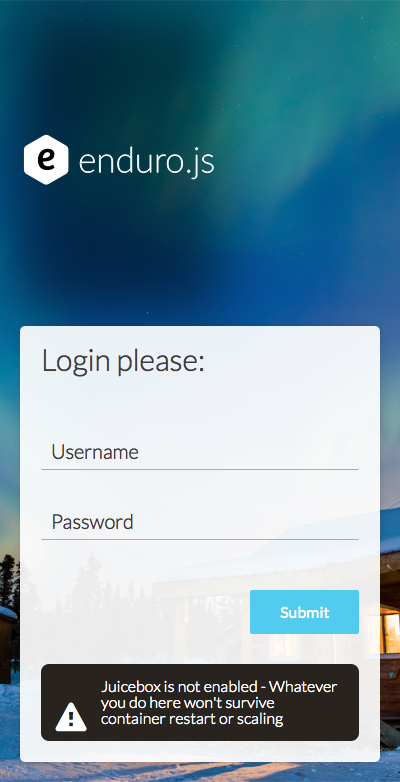 e enduro.js
Login please:
Username
Password
Submit
Juicebox is not enabled - Whatever
you do here won't survive
container restart or scaling